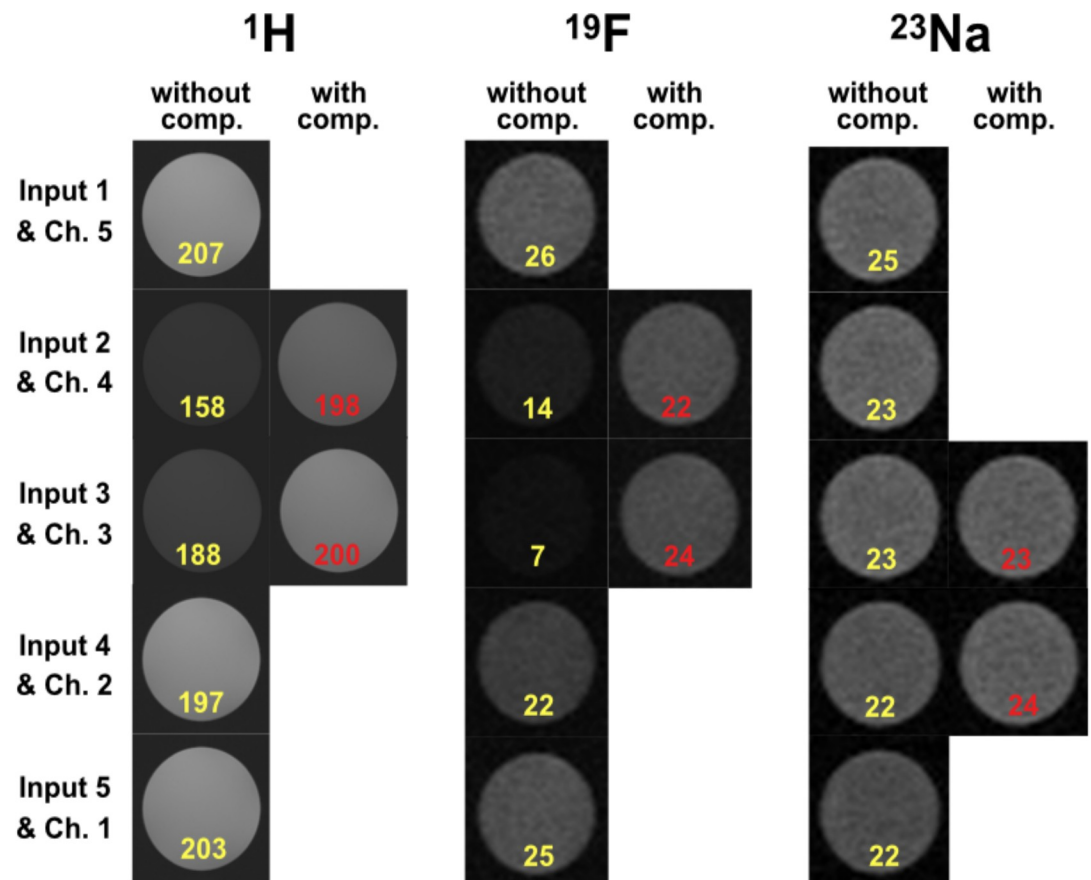 ¹H ¹⁹F ²³Na
without with without with without with
comp. comp. comp. comp. comp. comp.
Input 1
& Ch. 5
207 26 25
Input 2
& Ch. 4
158 198 14 22 23
Input 3
& Ch. 3
188 200 7 24 23 23
Input 4
& Ch. 2
197 22 22 24
Input 5
& Ch. 1
203 25 22